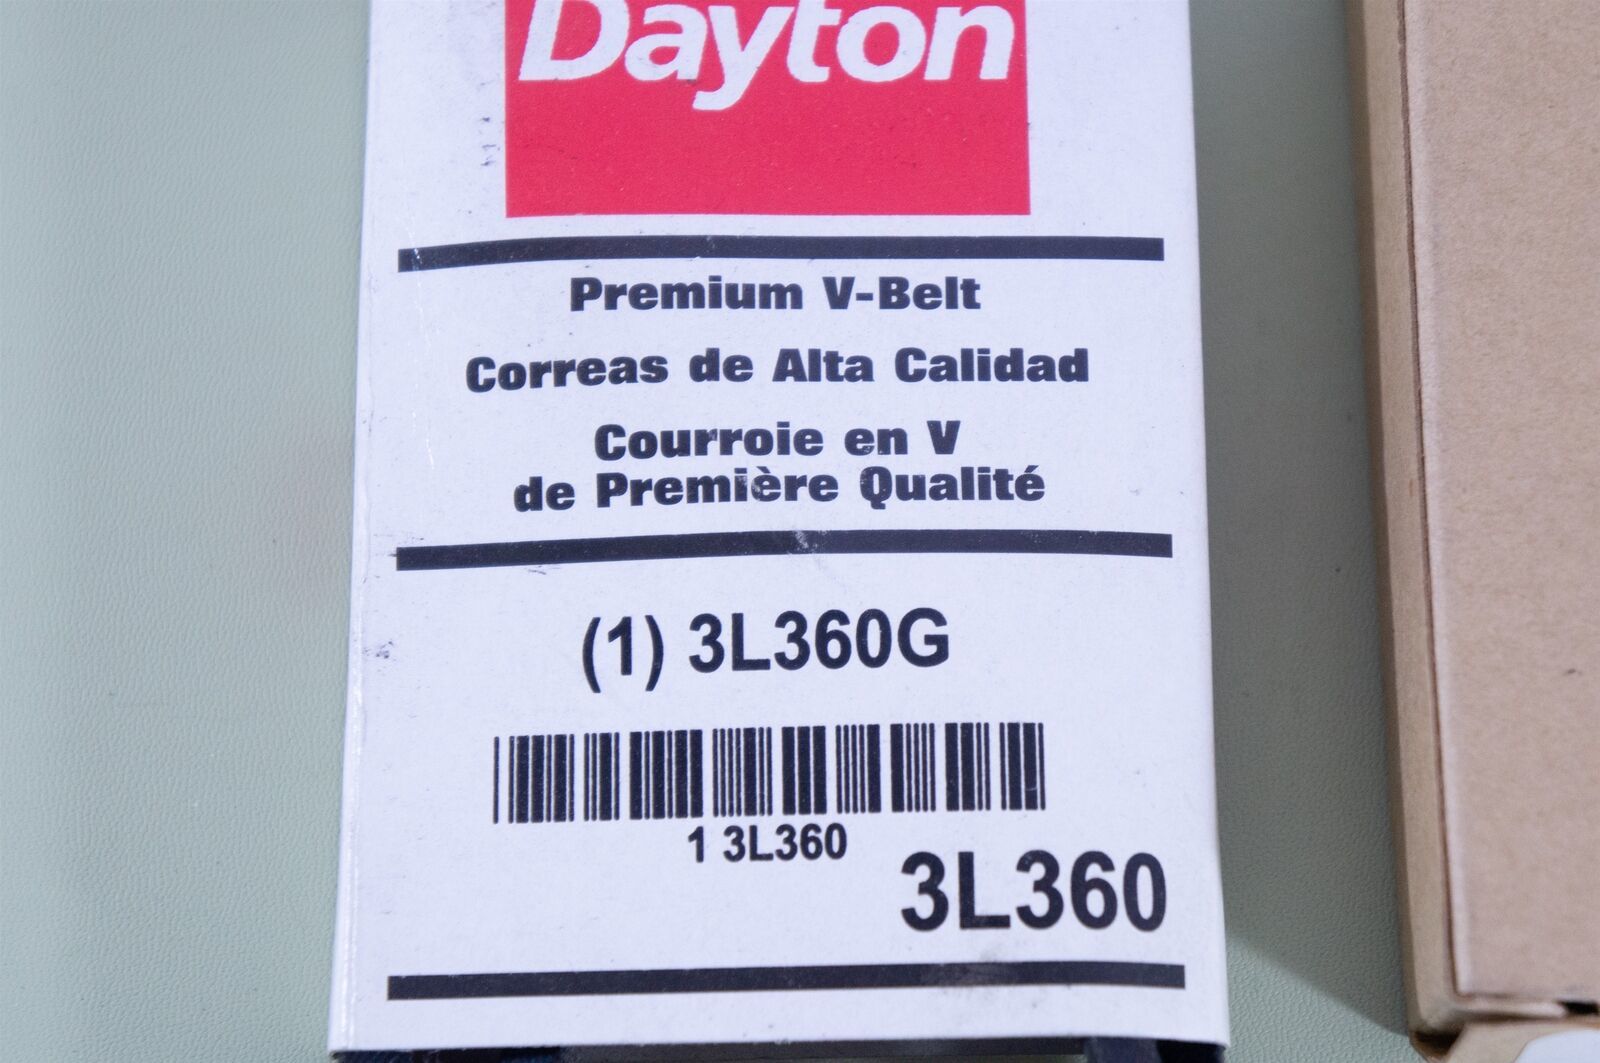 Dayton
Premium V-Belt
Correas de Alta Calidad
Courroie en V
de Première Qualité
(1) 3L360G
1 3L360
3L360